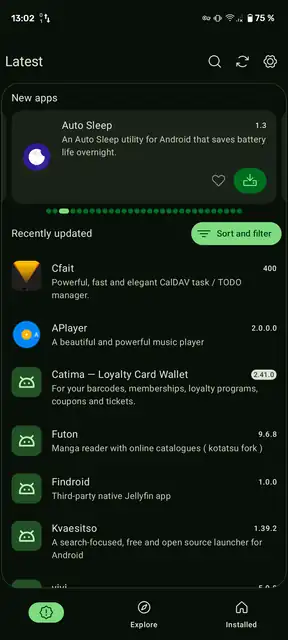 13:02
75 %
Latest
New apps
Auto Sleep
1.3
An Auto Sleep utility for Android that saves battery
life overnight.
Recently updated
Sort and filter
Cfait
400
Powerful, fast and elegant CalDAV task / TODO
manager.
APlayer
2.0.0.0
A beautiful and powerful music player
Catima — Loyalty Card Wallet
2.41.0
For your barcodes, memberships, loyalty programs,
coupons and tickets.
Futon
9.6.8
Manga reader with online catalogues ( kotatsu fork )
Findroid
1.0.0
Third-party native Jellyfin app
Kvaesitso
1.39.2
A search-focused, free and open source launcher for
Android
Explore
Installed